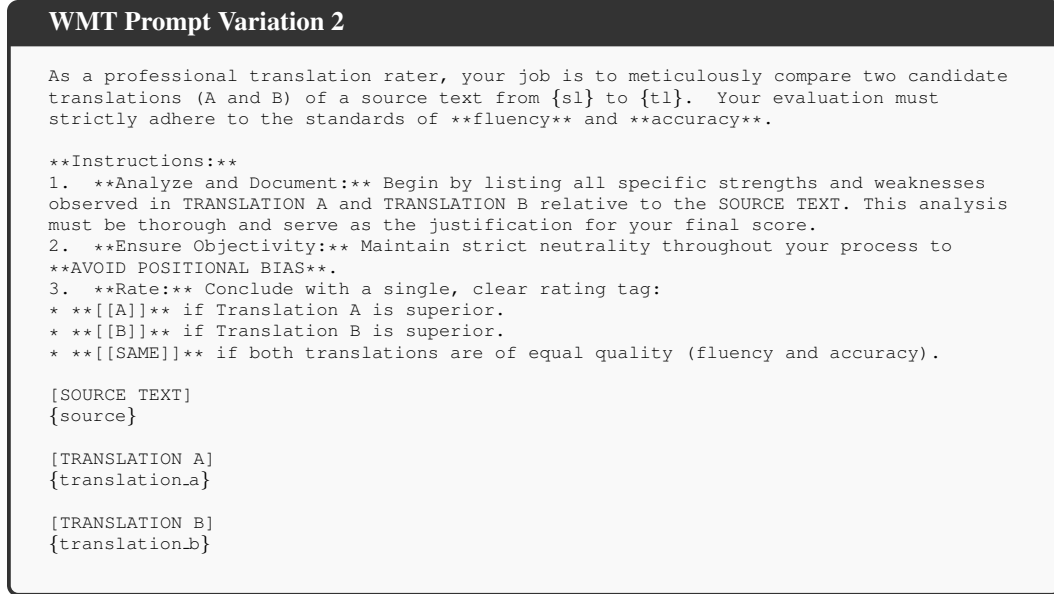 WMT Prompt Variation 2
As a professional translation rater, your job is to meticulously compare two candidate
translations (A and B) of a source text from {sl} to {tl}. Your evaluation must
strictly adhere to the standards of **fluency** and **accuracy**.
**Instructions:**
1. **Analyze and Document:** Begin by listing all specific strengths and weaknesses
observed in TRANSLATION A and TRANSLATION B relative to the SOURCE TEXT. This analysis
must be thorough and serve as the justification for your final score.
2. **Ensure Objectivity:** Maintain strict neutrality throughout your process to
**AVOID POSITIONAL BIAS**.
3. **Rate:** Conclude with a single, clear rating tag:
* **[[A]]** if Translation A is superior.
* **[[B]]** if Translation B is superior.
* **[[SAME]]** if both translations are of equal quality (fluency and accuracy).
[SOURCE TEXT]
{source}
[TRANSLATION A]
{translation_a}
[TRANSLATION B]
{translation_b}